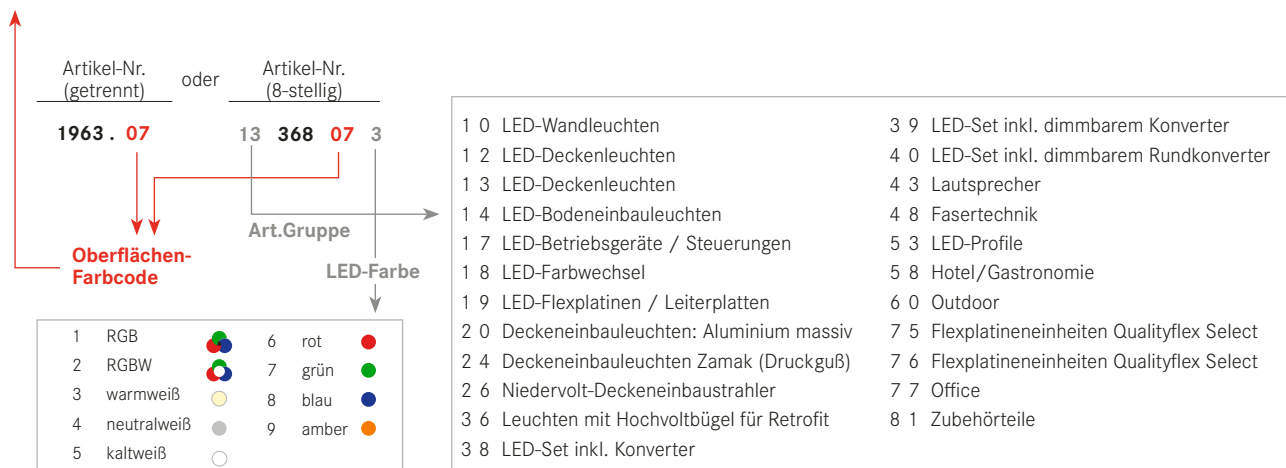 Artikel-Nr.
(getrennt)
oder
Artikel-Nr.
(8-stellig)
1963 . 07
13 368 07 3
Art.Gruppe
Oberflächen-
Farbcode
LED-Farbe
1 RGB
2 RGBW
3 warmweiß
4 neutralweiß
5 kaltweiß
6 rot
7 grün
8 blau
9 amber
1 0 LED-Wandleuchten
1 2 LED-Deckenleuchten
1 3 LED-Deckenleuchten
1 4 LED-Bodeneinbauleuchten
1 7 LED-Betriebsgeräte / Steuerungen
1 8 LED-Farbwechsel
1 9 LED-Flexplatinen / Leiterplatten
2 0 Deckeneinbauleuchten: Aluminium massiv
2 4 Deckeneinbauleuchten Zamak (Druckguß)
2 6 Niedervolt-Deckeneinbaustrahler
3 6 Leuchten mit Hochvoltbügel für Retrofit
3 8 LED-Set inkl. Konverter
3 9 LED-Set inkl. dimmbarem Konverter
4 0 LED-Set inkl. dimmbarem Rundkonverter
4 3 Lautsprecher
4 8 Fasertechnik
5 3 LED-Profile
5 8 Hotel/Gastronomie
6 0 Outdoor
7 5 Flexplatineneinheiten Qualityflex Select
7 6 Flexplatineneinheiten Qualityflex Select
7 7 Office
8 1 Zubehörteile